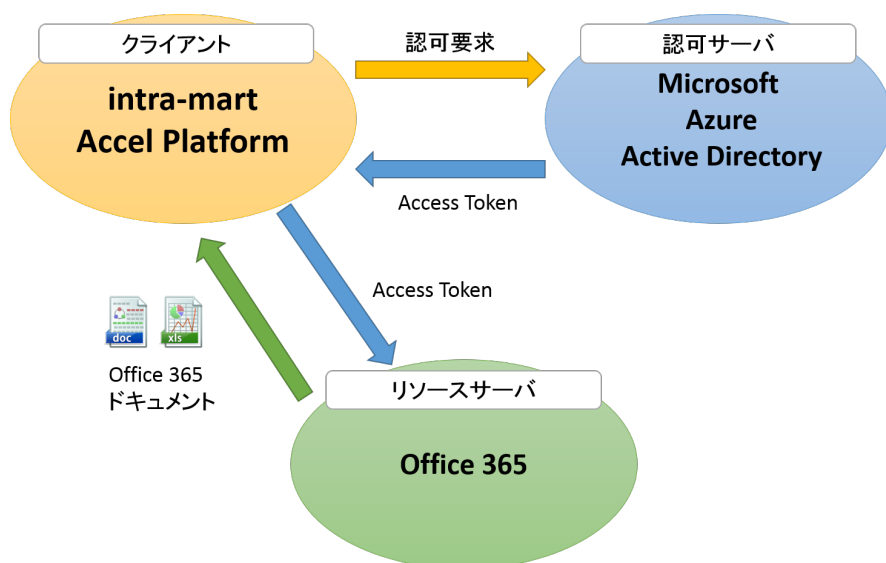 クライアント
認可要求
認可サーバ
intra-mart
Accel Platform
Microsoft
Azure
Active Directory
Access Token
Access Token
doc
xls
Office 365
ドキュメント
リソースサーバ
Office 365